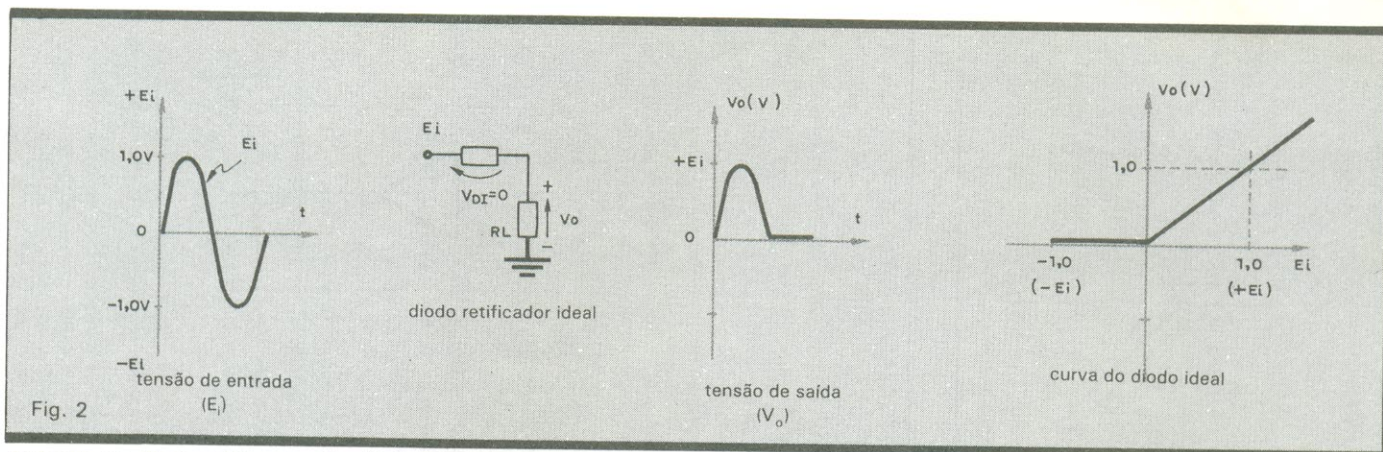 +Ei
Ei
1,0V
t
0
-1,0V
-Ei
tensão de entrada
(Ei)
Ei
VDI=0
+
Vo
RL
-
diodo retificador ideal
Vo(V)
+Ei
t
0
tensão de saída
(Vo)
Vo(V)
1,0
-1,0
1,0
Ei
(-Ei)
(+Ei)
curva do diodo ideal
Fig. 2